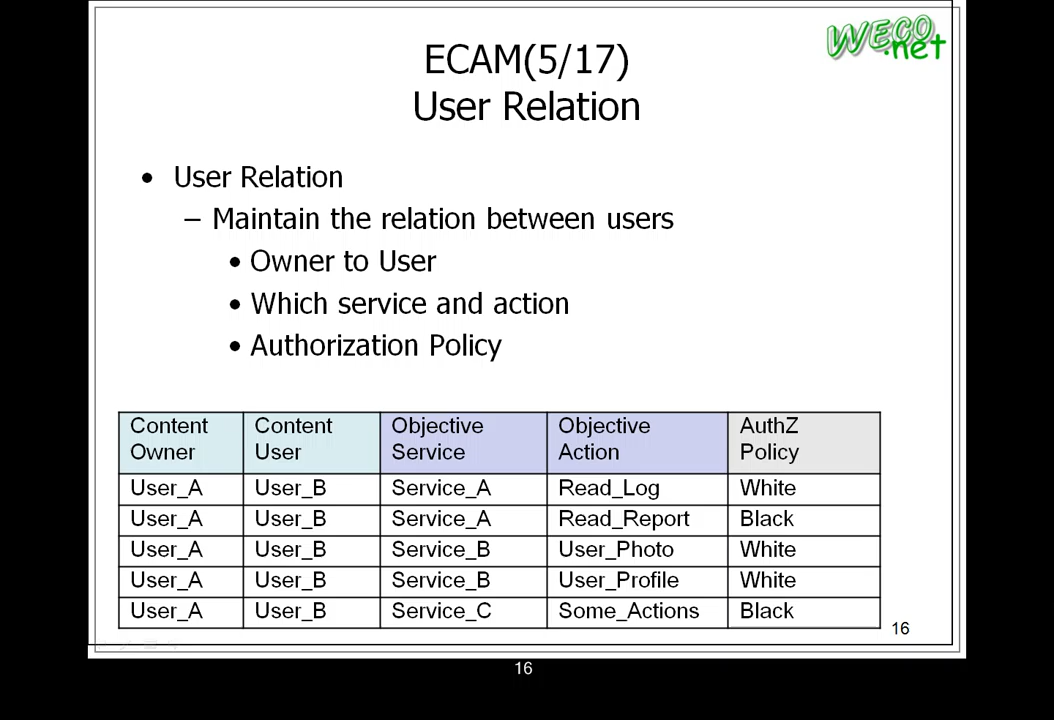 WECO
.net
ECAM(5/17)
User Relation
• User Relation
– Maintain the relation between users
• Owner to User
• Which service and action
• Authorization Policy
Content Owner Content User Objective Service Objective Action AuthZ Policy
User_A User_B Service_A Read_Log White
User_A User_B Service_A Read_Report Black
User_A User_B Service_B User_Photo White
User_A User_B Service_B User_Profile White
User_A User_B Service_C Some_Actions Black
16
16